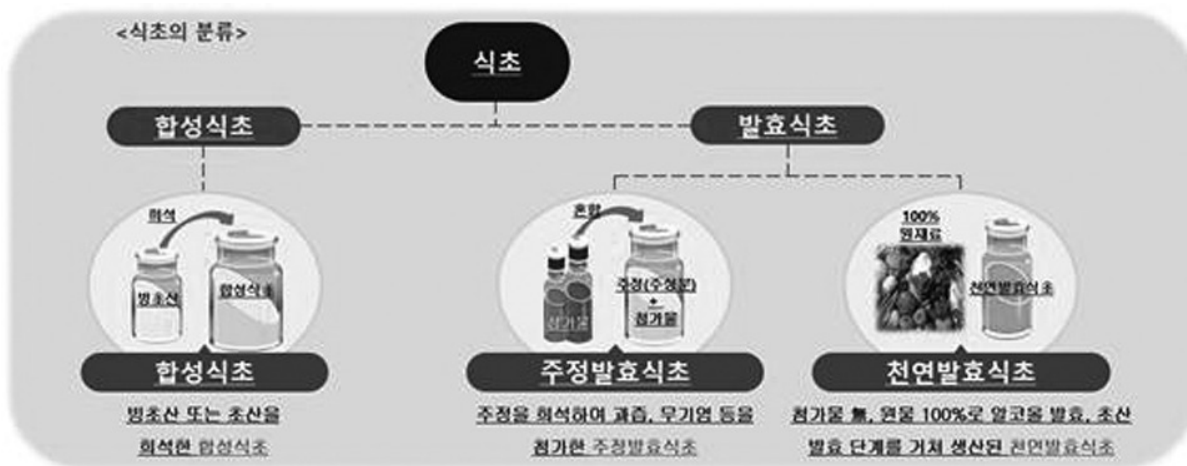 <식초의 분류>
식초
합성식초
발효식초
희석
빙초산
합성식초
혼합
첨가물
주정(주정분)
+
첨가물
100%
원재료
천연발효식초
합성식초
주정발효식초
천연발효식초
빙초산 또는 초산을
희석한 합성식초
주정을 희석하여 과즙, 무기염 등을
첨가한 주정발효식초
첨가물 無, 원물 100%로 알코올 발효, 초산
발효 단계를 거쳐 생산된 천연발효식초